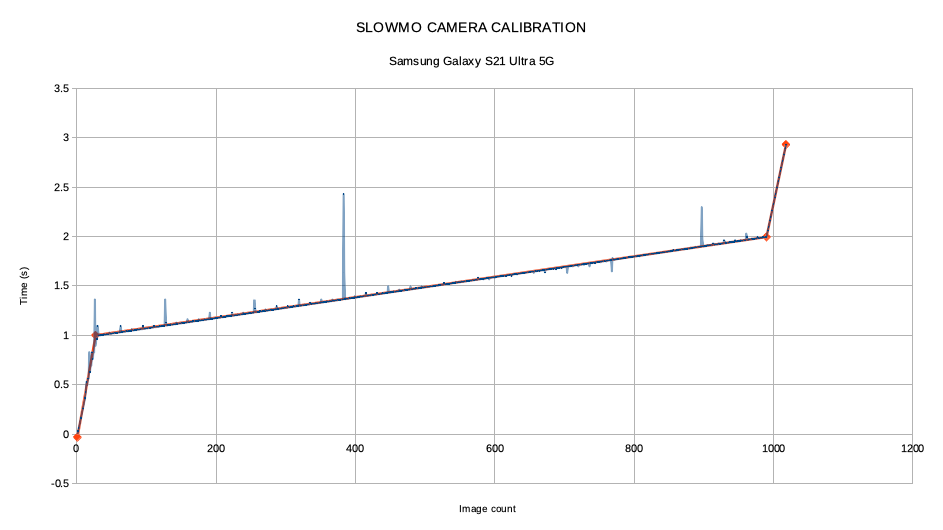 SLOWMO CAMERA CALIBRATION
Samsung Galaxy S21 Ultra 5G
3.5
3
2.5
2
1.5
1
0.5
0
-0.5
0 200 400 600 800 1000 1200
Time (s)
Image count